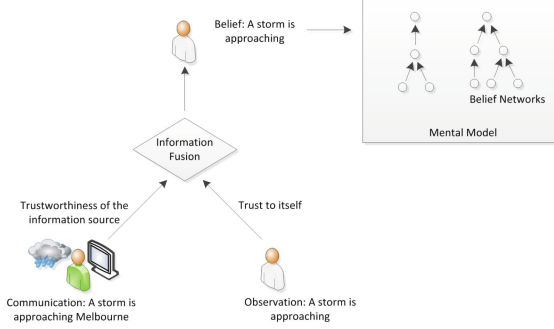 Belief: A storm is
approaching
Belief Networks
Mental Model
Information
Fusion
Trustworthiness of the
information source
Trust to itself
Communication: A storm is
approaching Melbourne
Observation: A storm is
approaching